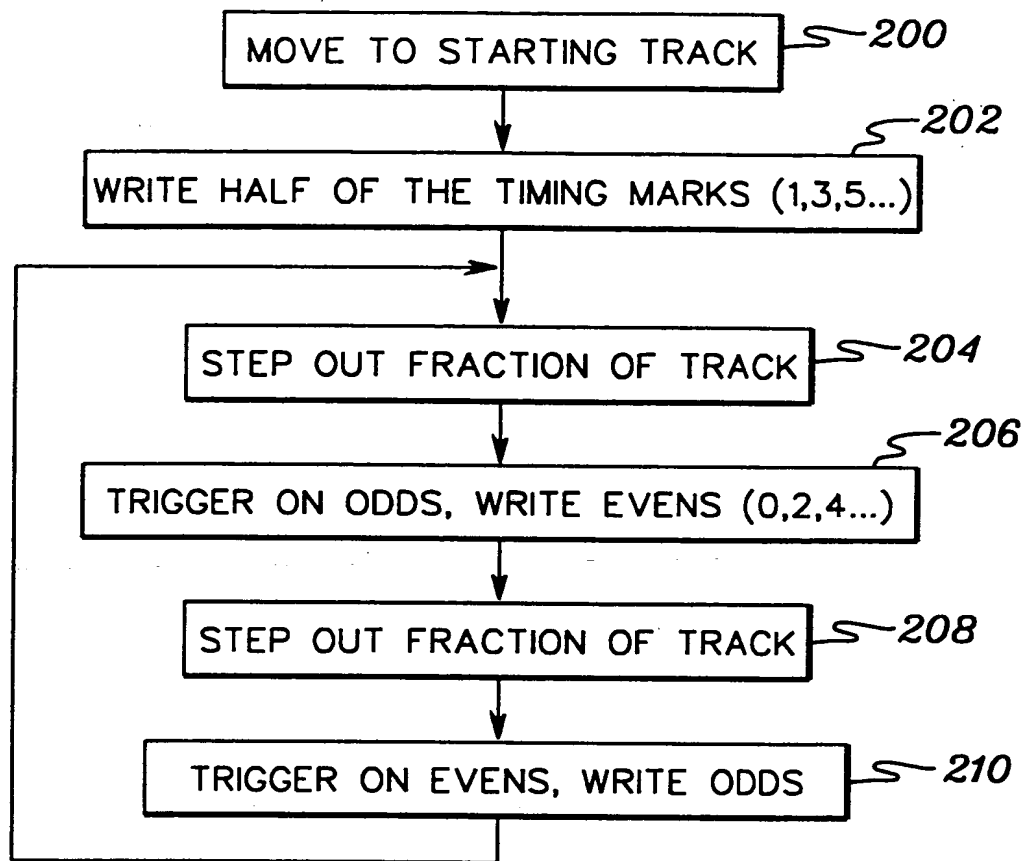 MOVE TO STARTING TRACK 200
202
WRITE HALF OF THE TIMING MARKS (1,3,5...)
STEP OUT FRACTION OF TRACK 204
206
TRIGGER ON ODDS, WRITE EVENS (0,2,4...)
STEP OUT FRACTION OF TRACK 208
TRIGGER ON EVENS, WRITE ODDS 210